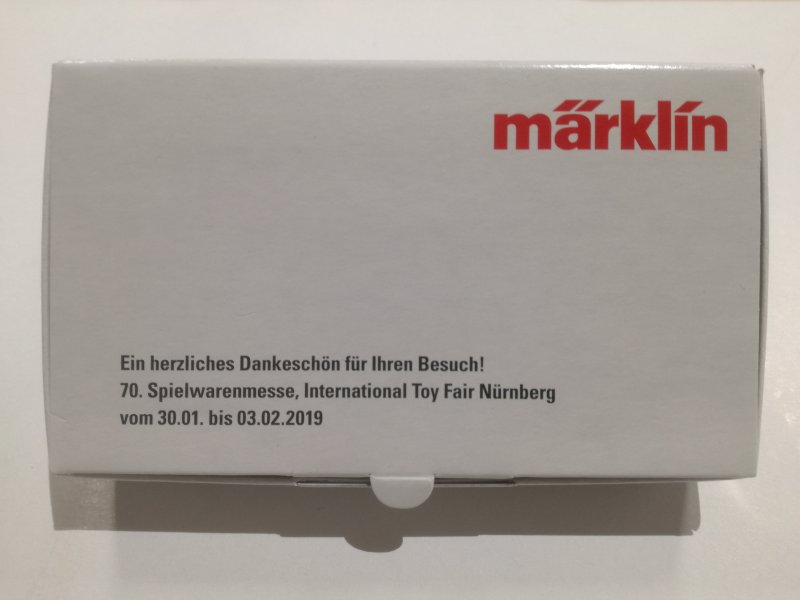 märklín
Ein herzliches Dankeschön für Ihren Besuch!
70. Spielwarenmesse, International Toy Fair Nürnberg
vom 30.01. bis 03.02.2019